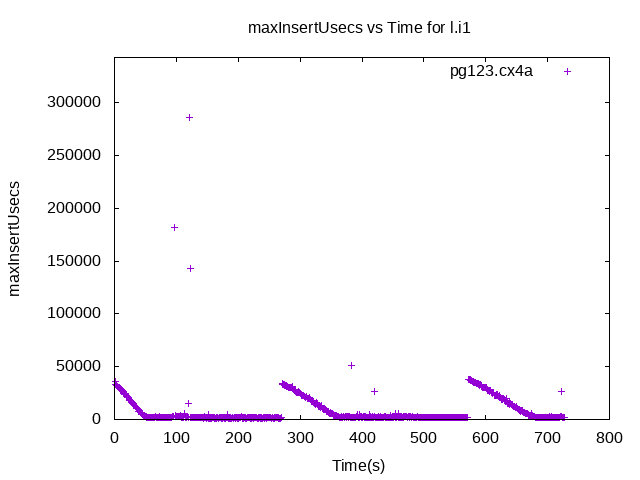 maxInsertUsecs vs Time for l.i1
pg123.cx4a
300000
250000
200000
150000
100000
50000
0
maxInsertUsecs
0 100 200 300 400 500 600 700 800
Time(s)